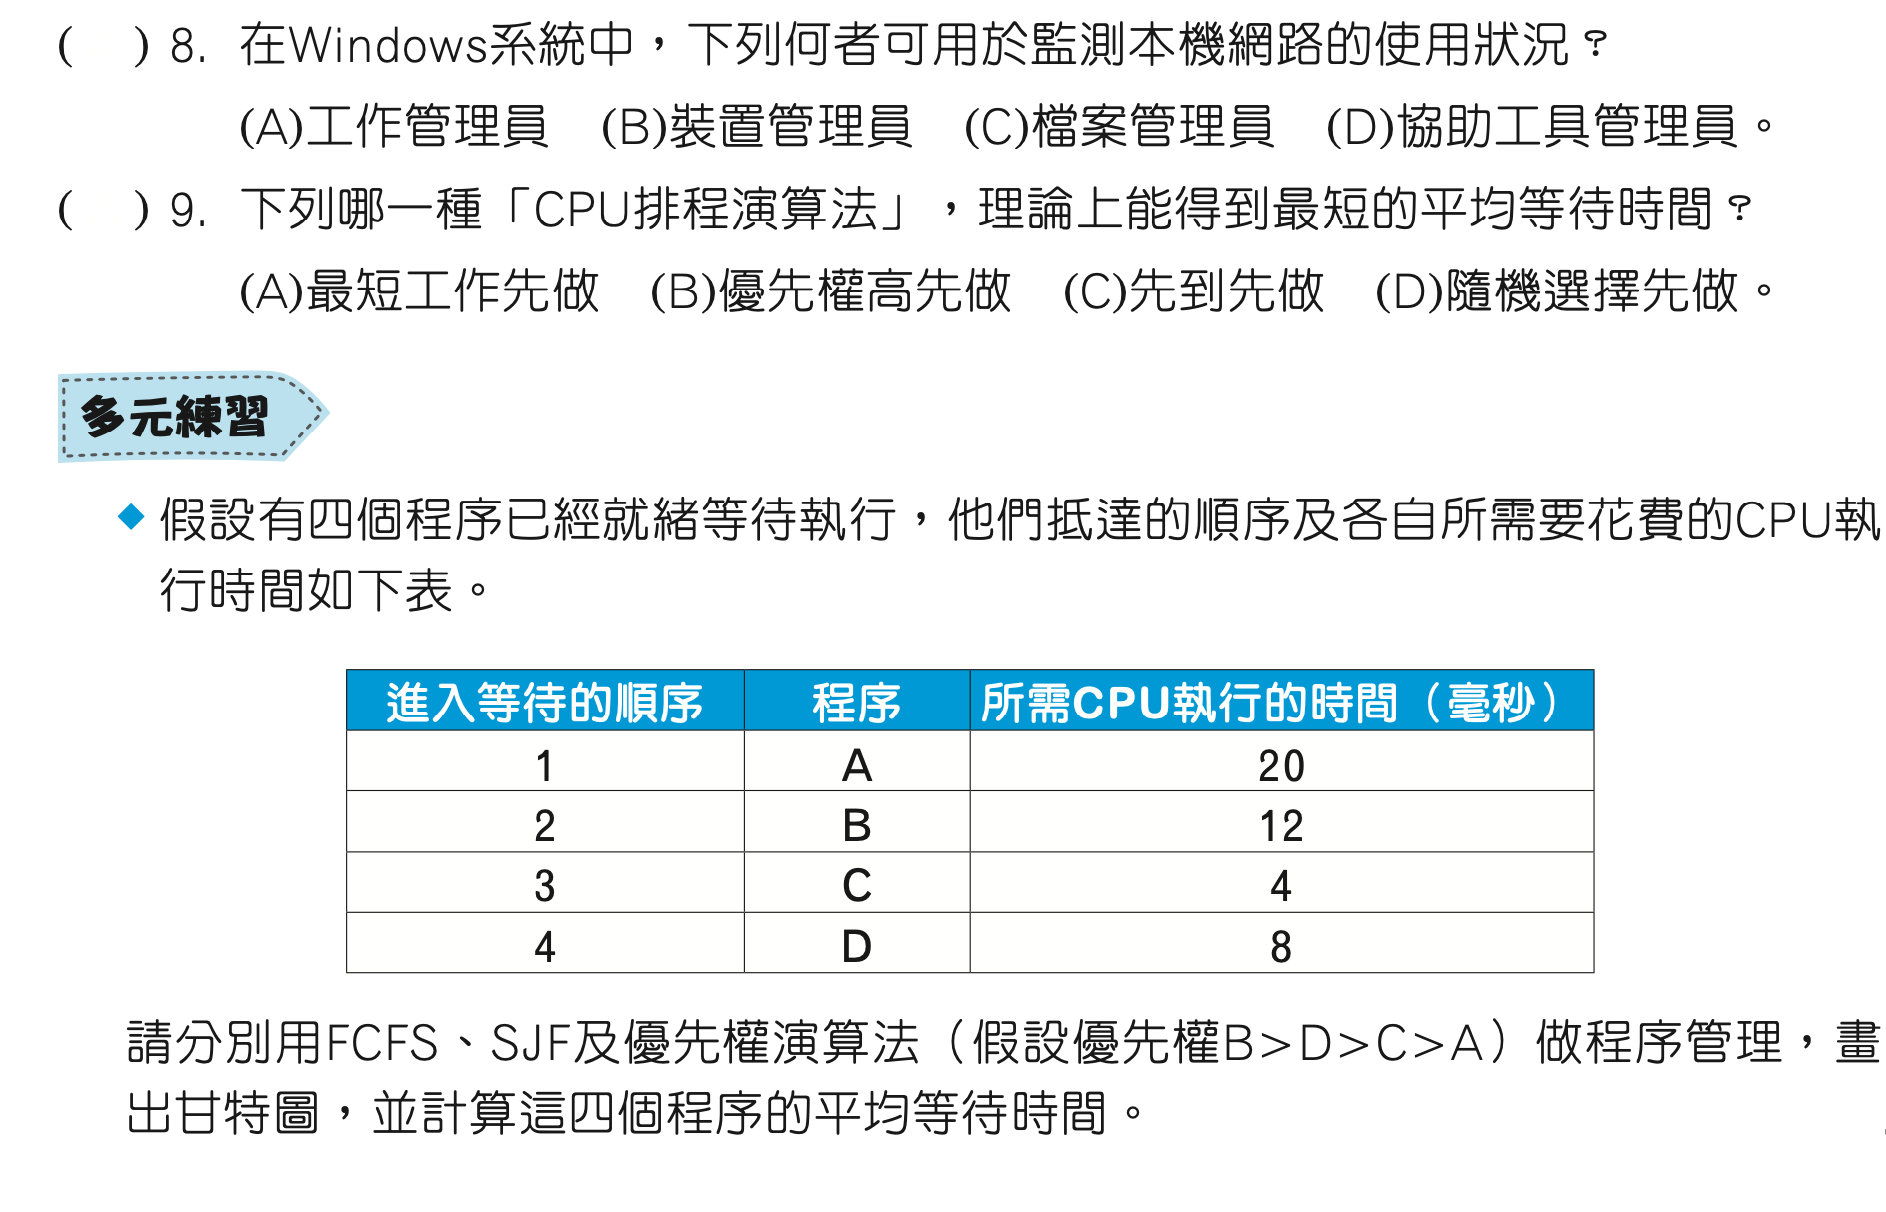 (　) 8. 在Windows系統中，下列何者可用於監測本機網路的使用狀況？
(A)工作管理員　(B)裝置管理員　(C)檔案管理員　(D)協助工具管理員。
(　) 9. 下列哪一種「CPU排程演算法」，理論上能得到最短的平均等待時間？
(A)最短工作先做　(B)優先權高先做　(C)先到先做　(D)隨機選擇先做。
多元練習
◆ 假設有四個程序已經就緒等待執行，他們抵達的順序及各自所需要花費的CPU執
行時間如下表。
進入等待的順序　程序　所需CPU執行的時間（毫秒）
1　A　20
2　B　12
3　C　4
4　D　8
請分別用FCFS、SJF及優先權演算法（假設優先權B>D>C>A）做程序管理，畫
出甘特圖，並計算這四個程序的平均等待時間。